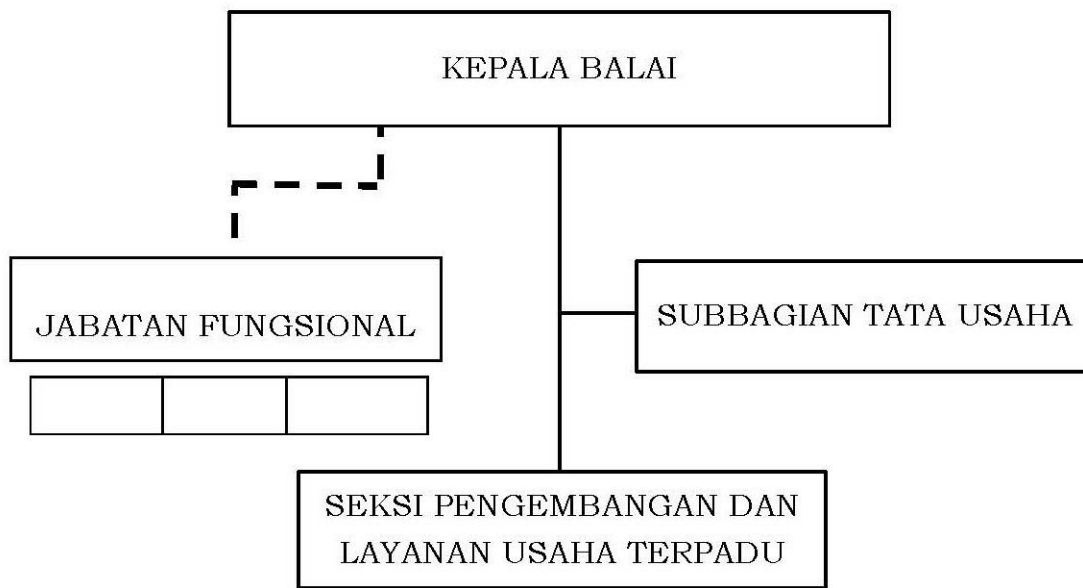 KEPALA BALAI
JABATAN FUNGSIONAL
SUBBAGIAN TATA USAHA
SEKSI PENGEMBANGAN DAN
LAYANAN USAHA TERPADU